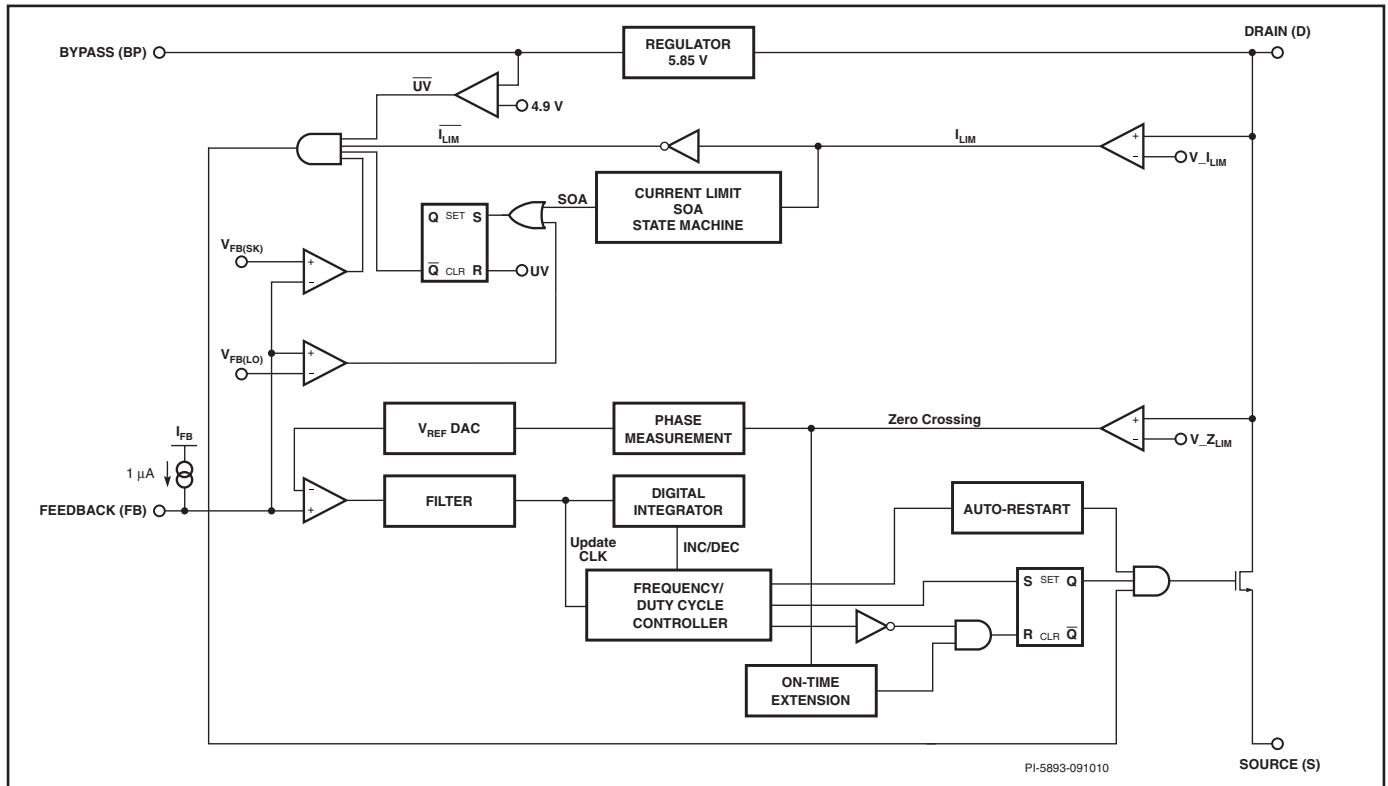 BYPASS (BP)
REGULATOR
5.85 V
DRAIN (D)
UV
4.9 V
ILIM
ILIM
+
−
V_ILIM
CURRENT LIMIT
SOA
STATE MACHINE
SOA
Q SET S
Q CLR R
UV
VFB(SK)
+
−
VFB(LO)
+
−
VREF DAC
PHASE
MEASUREMENT
Zero Crossing
+
−
V_ZLIM
IFB
1 µA
FEEDBACK (FB)
−
+
FILTER
DIGITAL
INTEGRATOR
AUTO-RESTART
Update
CLK
INC/DEC
FREQUENCY/
DUTY CYCLE
CONTROLLER
S SET Q
R CLR Q
ON-TIME
EXTENSION
SOURCE (S)
PI-5893-091010